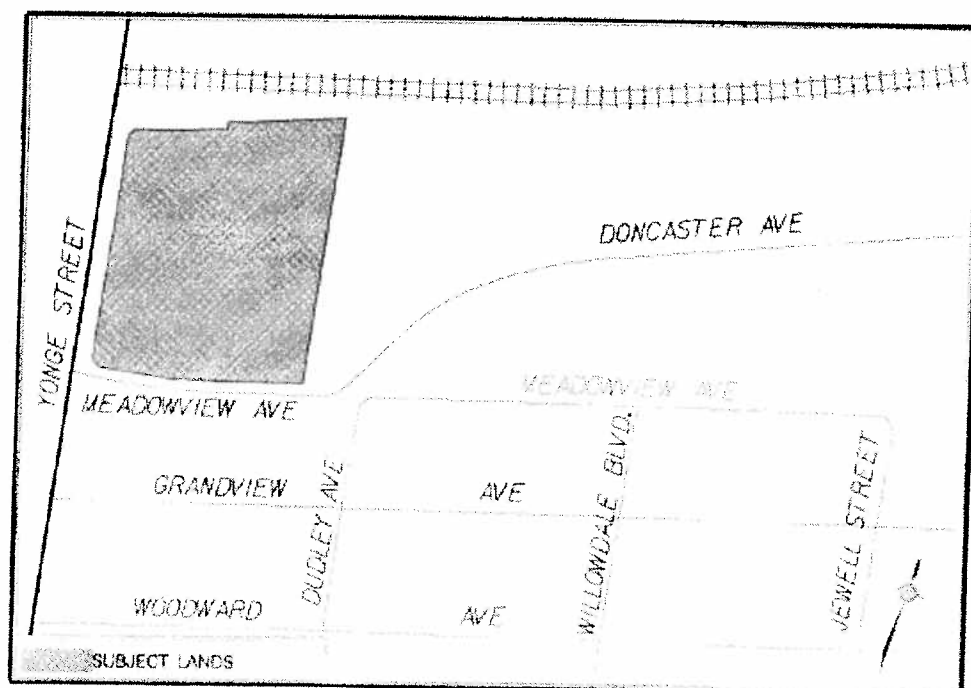 DONCASTER AVE
YONGE STREET
MEADOWVIEW AVE
MEADOWVIEW AVE
GRANDVIEW AVE
DUDLEY AVE
WILLOWDALE BLVD.
JEWELL STREET
WOODWARD AVE
SUBJECT LANDS